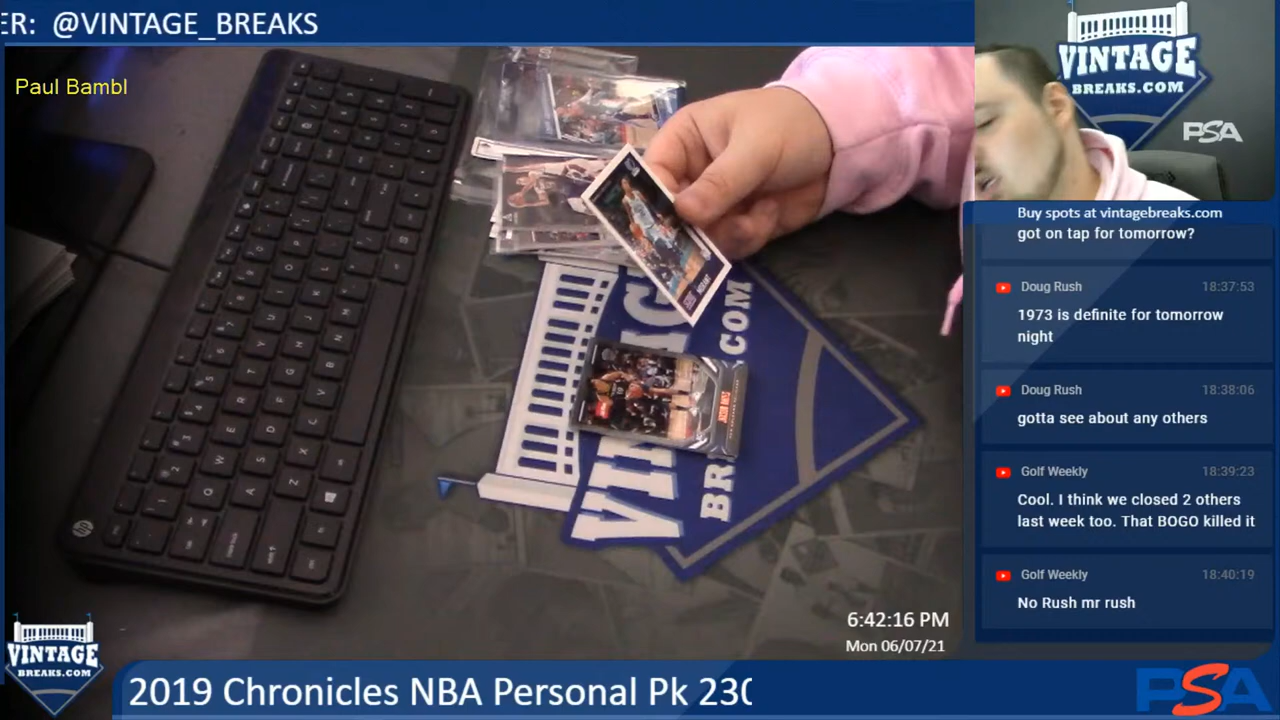 ER: @VINTAGE_BREAKS
Paul Bambl
VINTAGE
BREAKS.COM
PSA
Buy spots at vintagebreaks.com
got on tap for tomorrow?
Doug Rush 18:37:53
1973 is definite for tomorrow
night
Doug Rush 18:38:06
gotta see about any others
Golf Weekly 18:39:23
Cool. I think we closed 2 others
last week too. That BOGO killed it
Golf Weekly 18:40:19
No Rush mr rush
MORANT
hp
6:42:16 PM
Mon 06/07/21
VINTAGE
BREAKS.COM
2019 Chronicles NBA Personal Pk 230
PSA